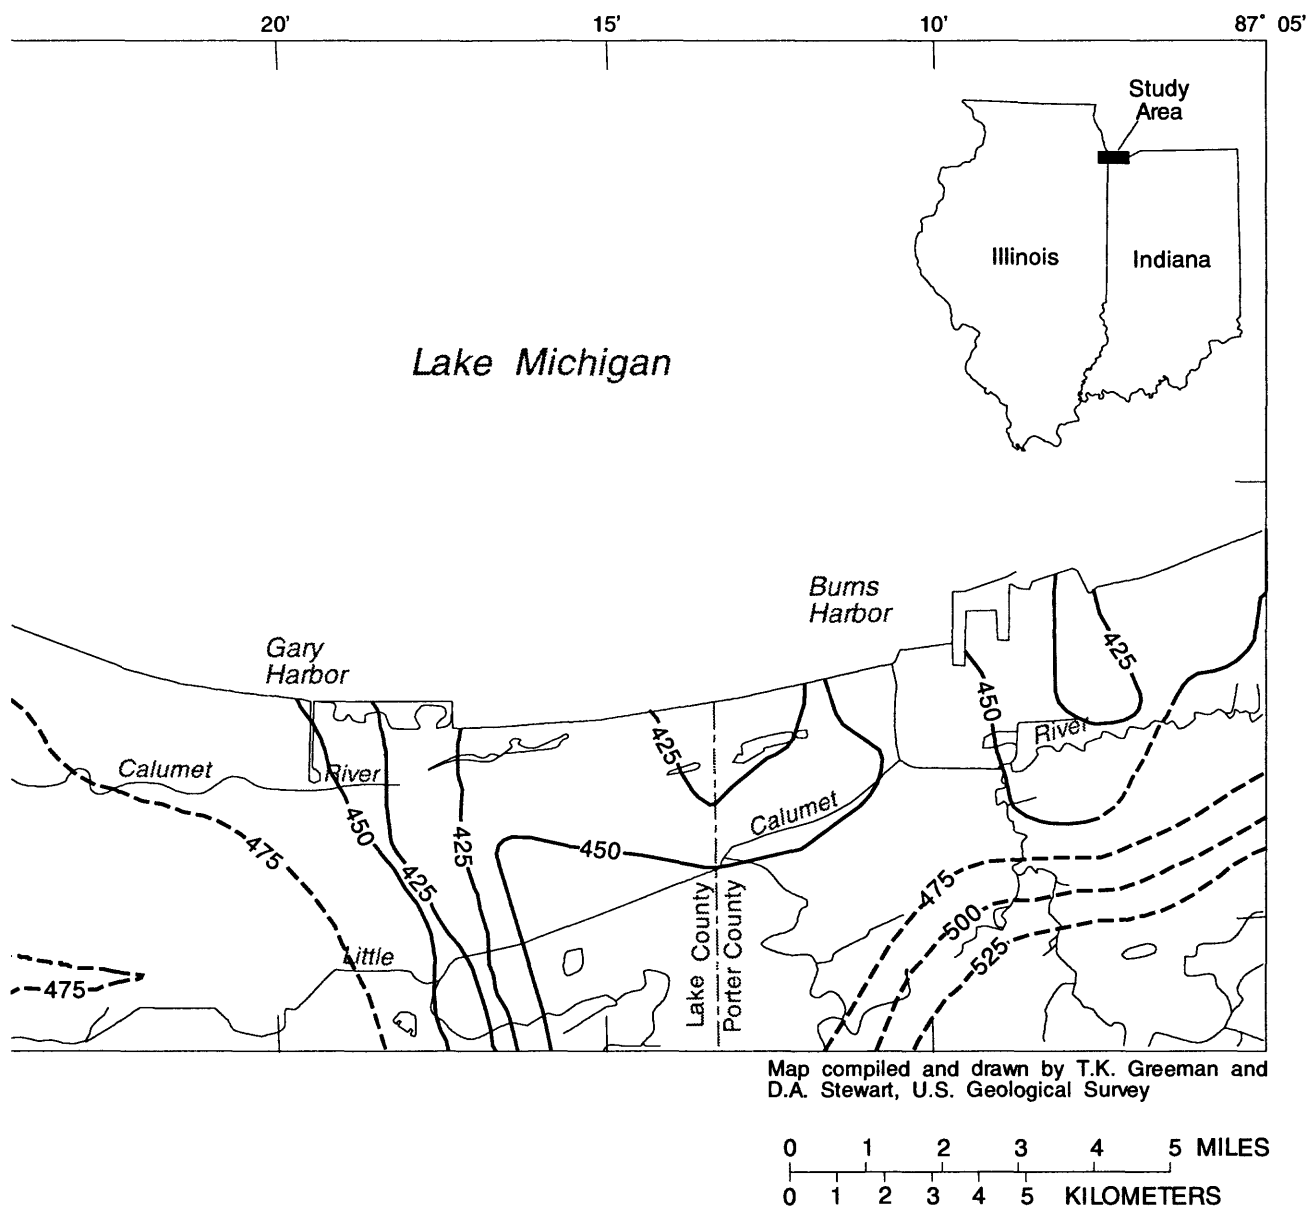 20'
15'
10'
87° 05'
Study
Area
Illinois
Indiana
Lake Michigan
Burns
Harbor
Gary
Harbor
425
450
425
River
Calumet
River
Calumet
450
475
425
425
450
475
500
525
Lake County
Porter County
Little
475
Map compiled and drawn by T.K. Greeman and
D.A. Stewart, U.S. Geological Survey
0 1 2 3 4 5 MILES
0 1 2 3 4 5 KILOMETERS